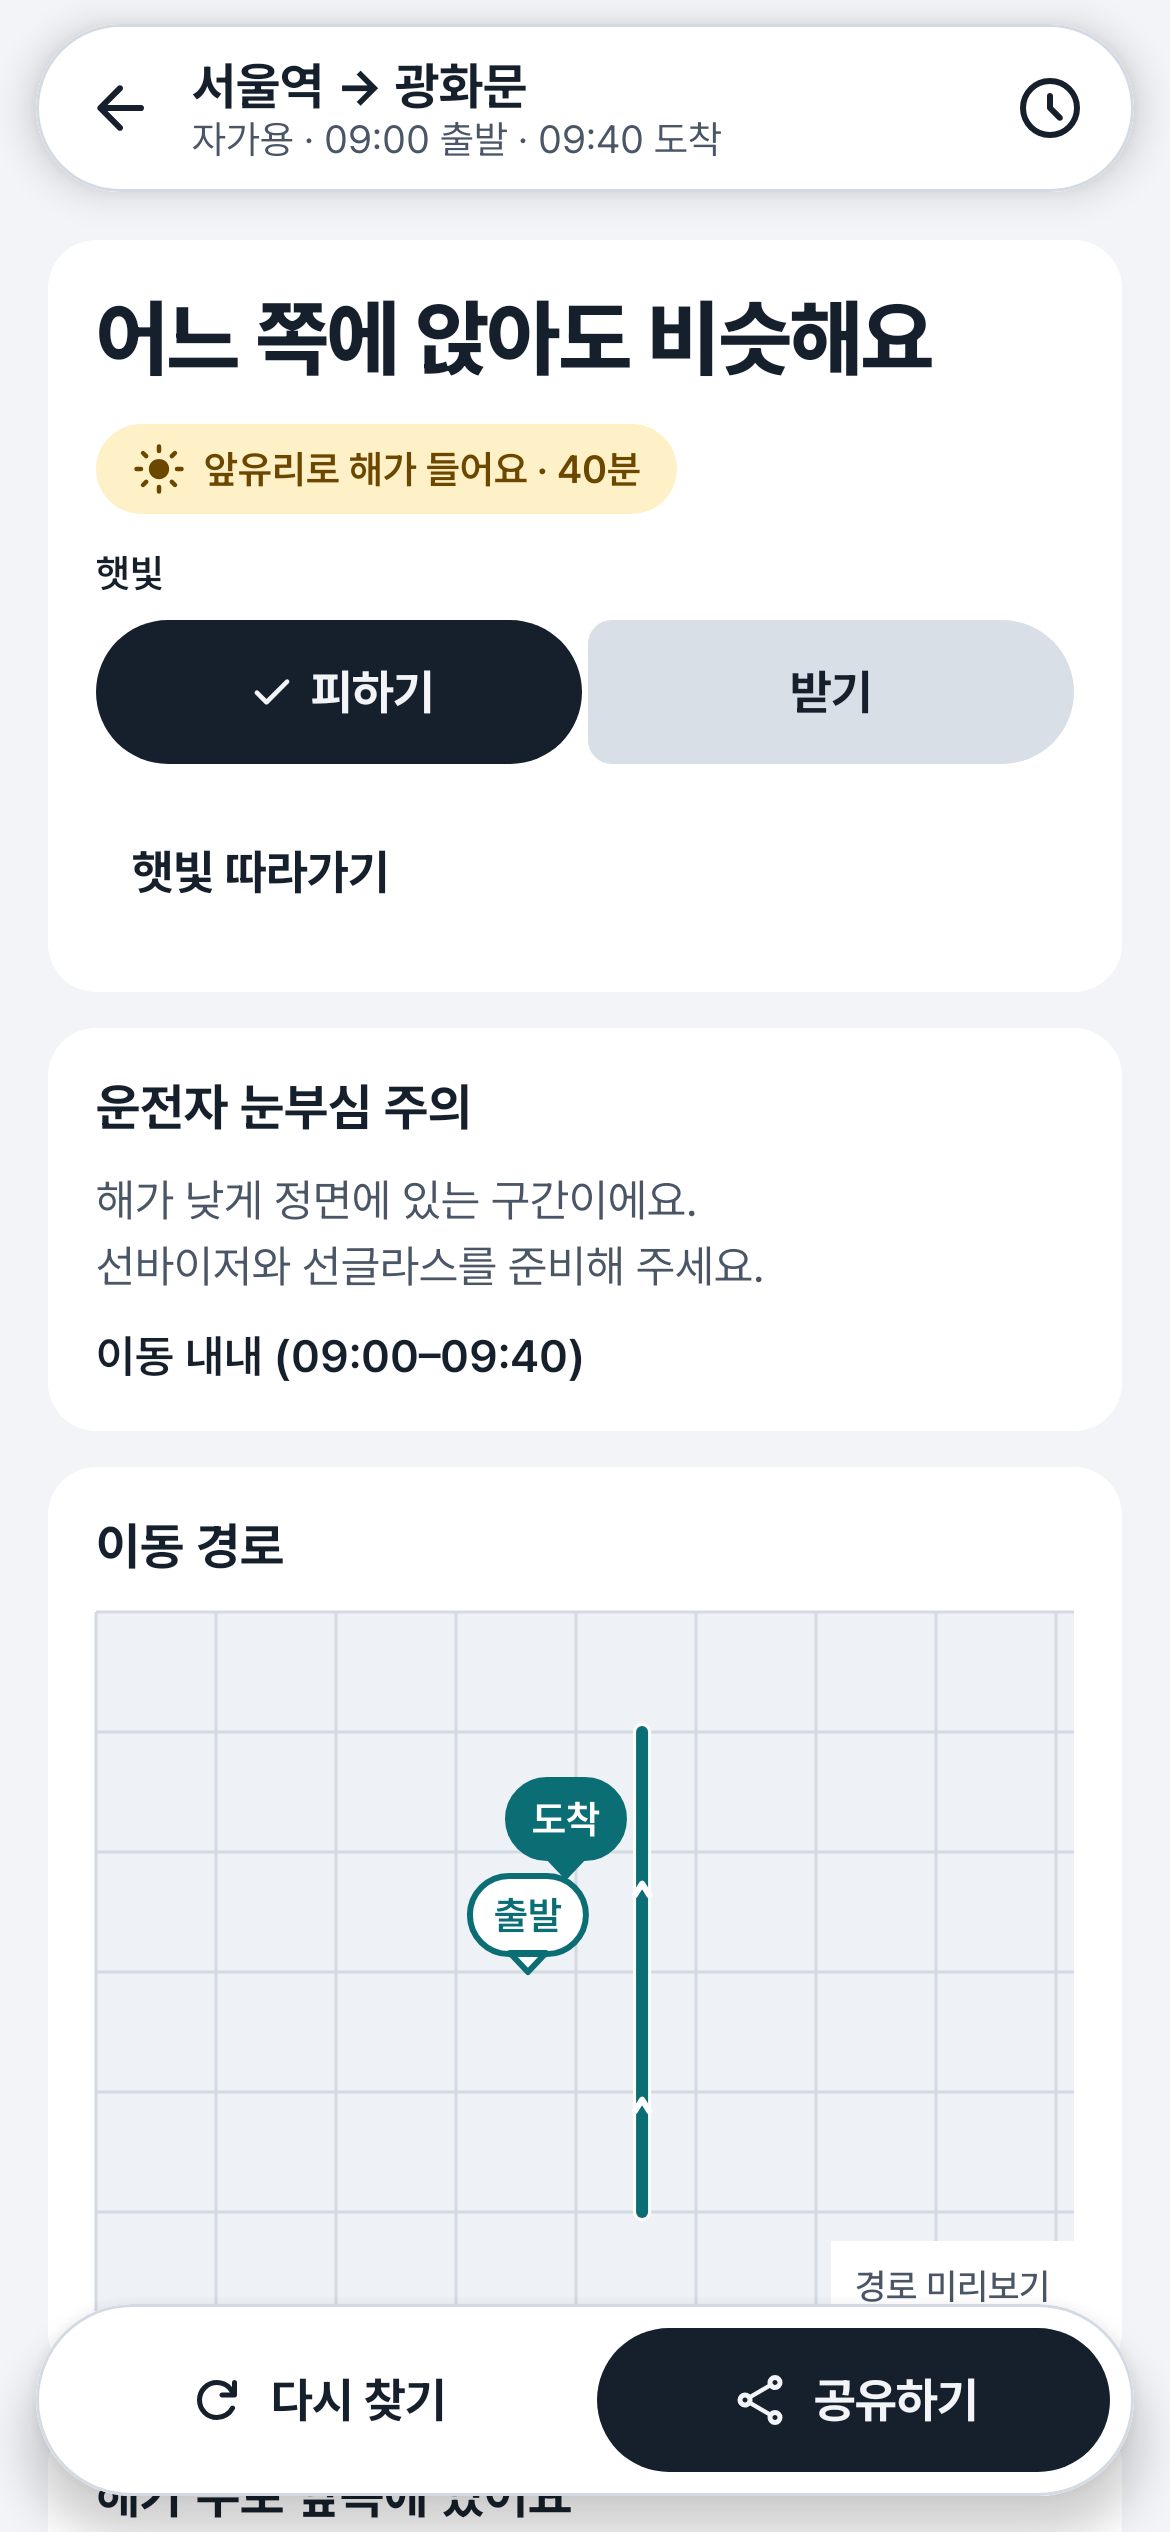 서울역 → 광화문
자가용 · 09:00 출발 · 09:40 도착
어느 쪽에 앉아도 비슷해요
앞유리로 해가 들어요 · 40분
햇빛
피하기
받기
햇빛 따라가기
운전자 눈부심 주의
해가 낮게 정면에 있는 구간이에요.
선바이저와 선글라스를 준비해 주세요.
이동 내내 (09:00–09:40)
이동 경로
도착
출발
경로 미리보기
다시 찾기
공유하기